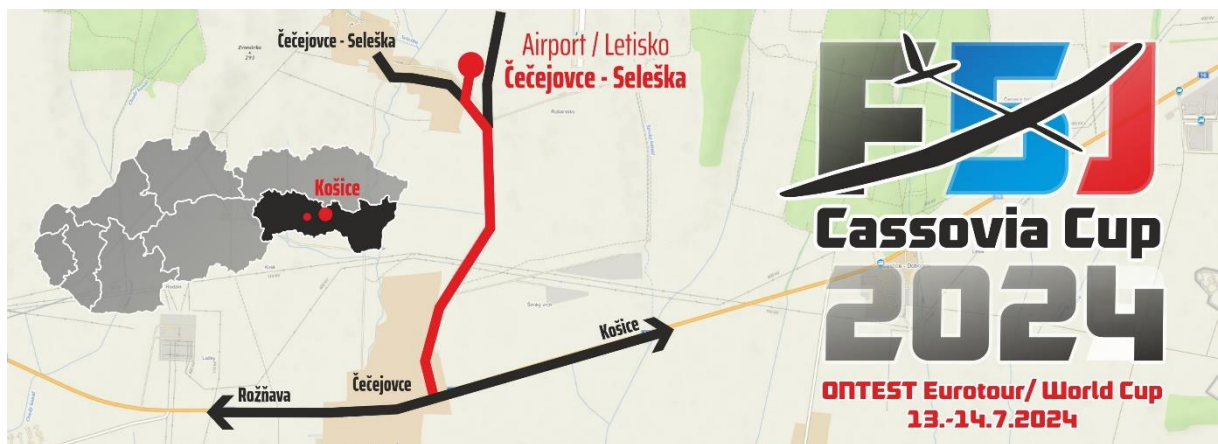 Čečejovce - Seleška
Airport / Letisko
Čečejovce - Seleška
Košice
Košice
Čečejovce
Rožňava
F5J
Cassovia Cup
2024
ONTEST Eurotour/ World Cup
13.-14.7.2024